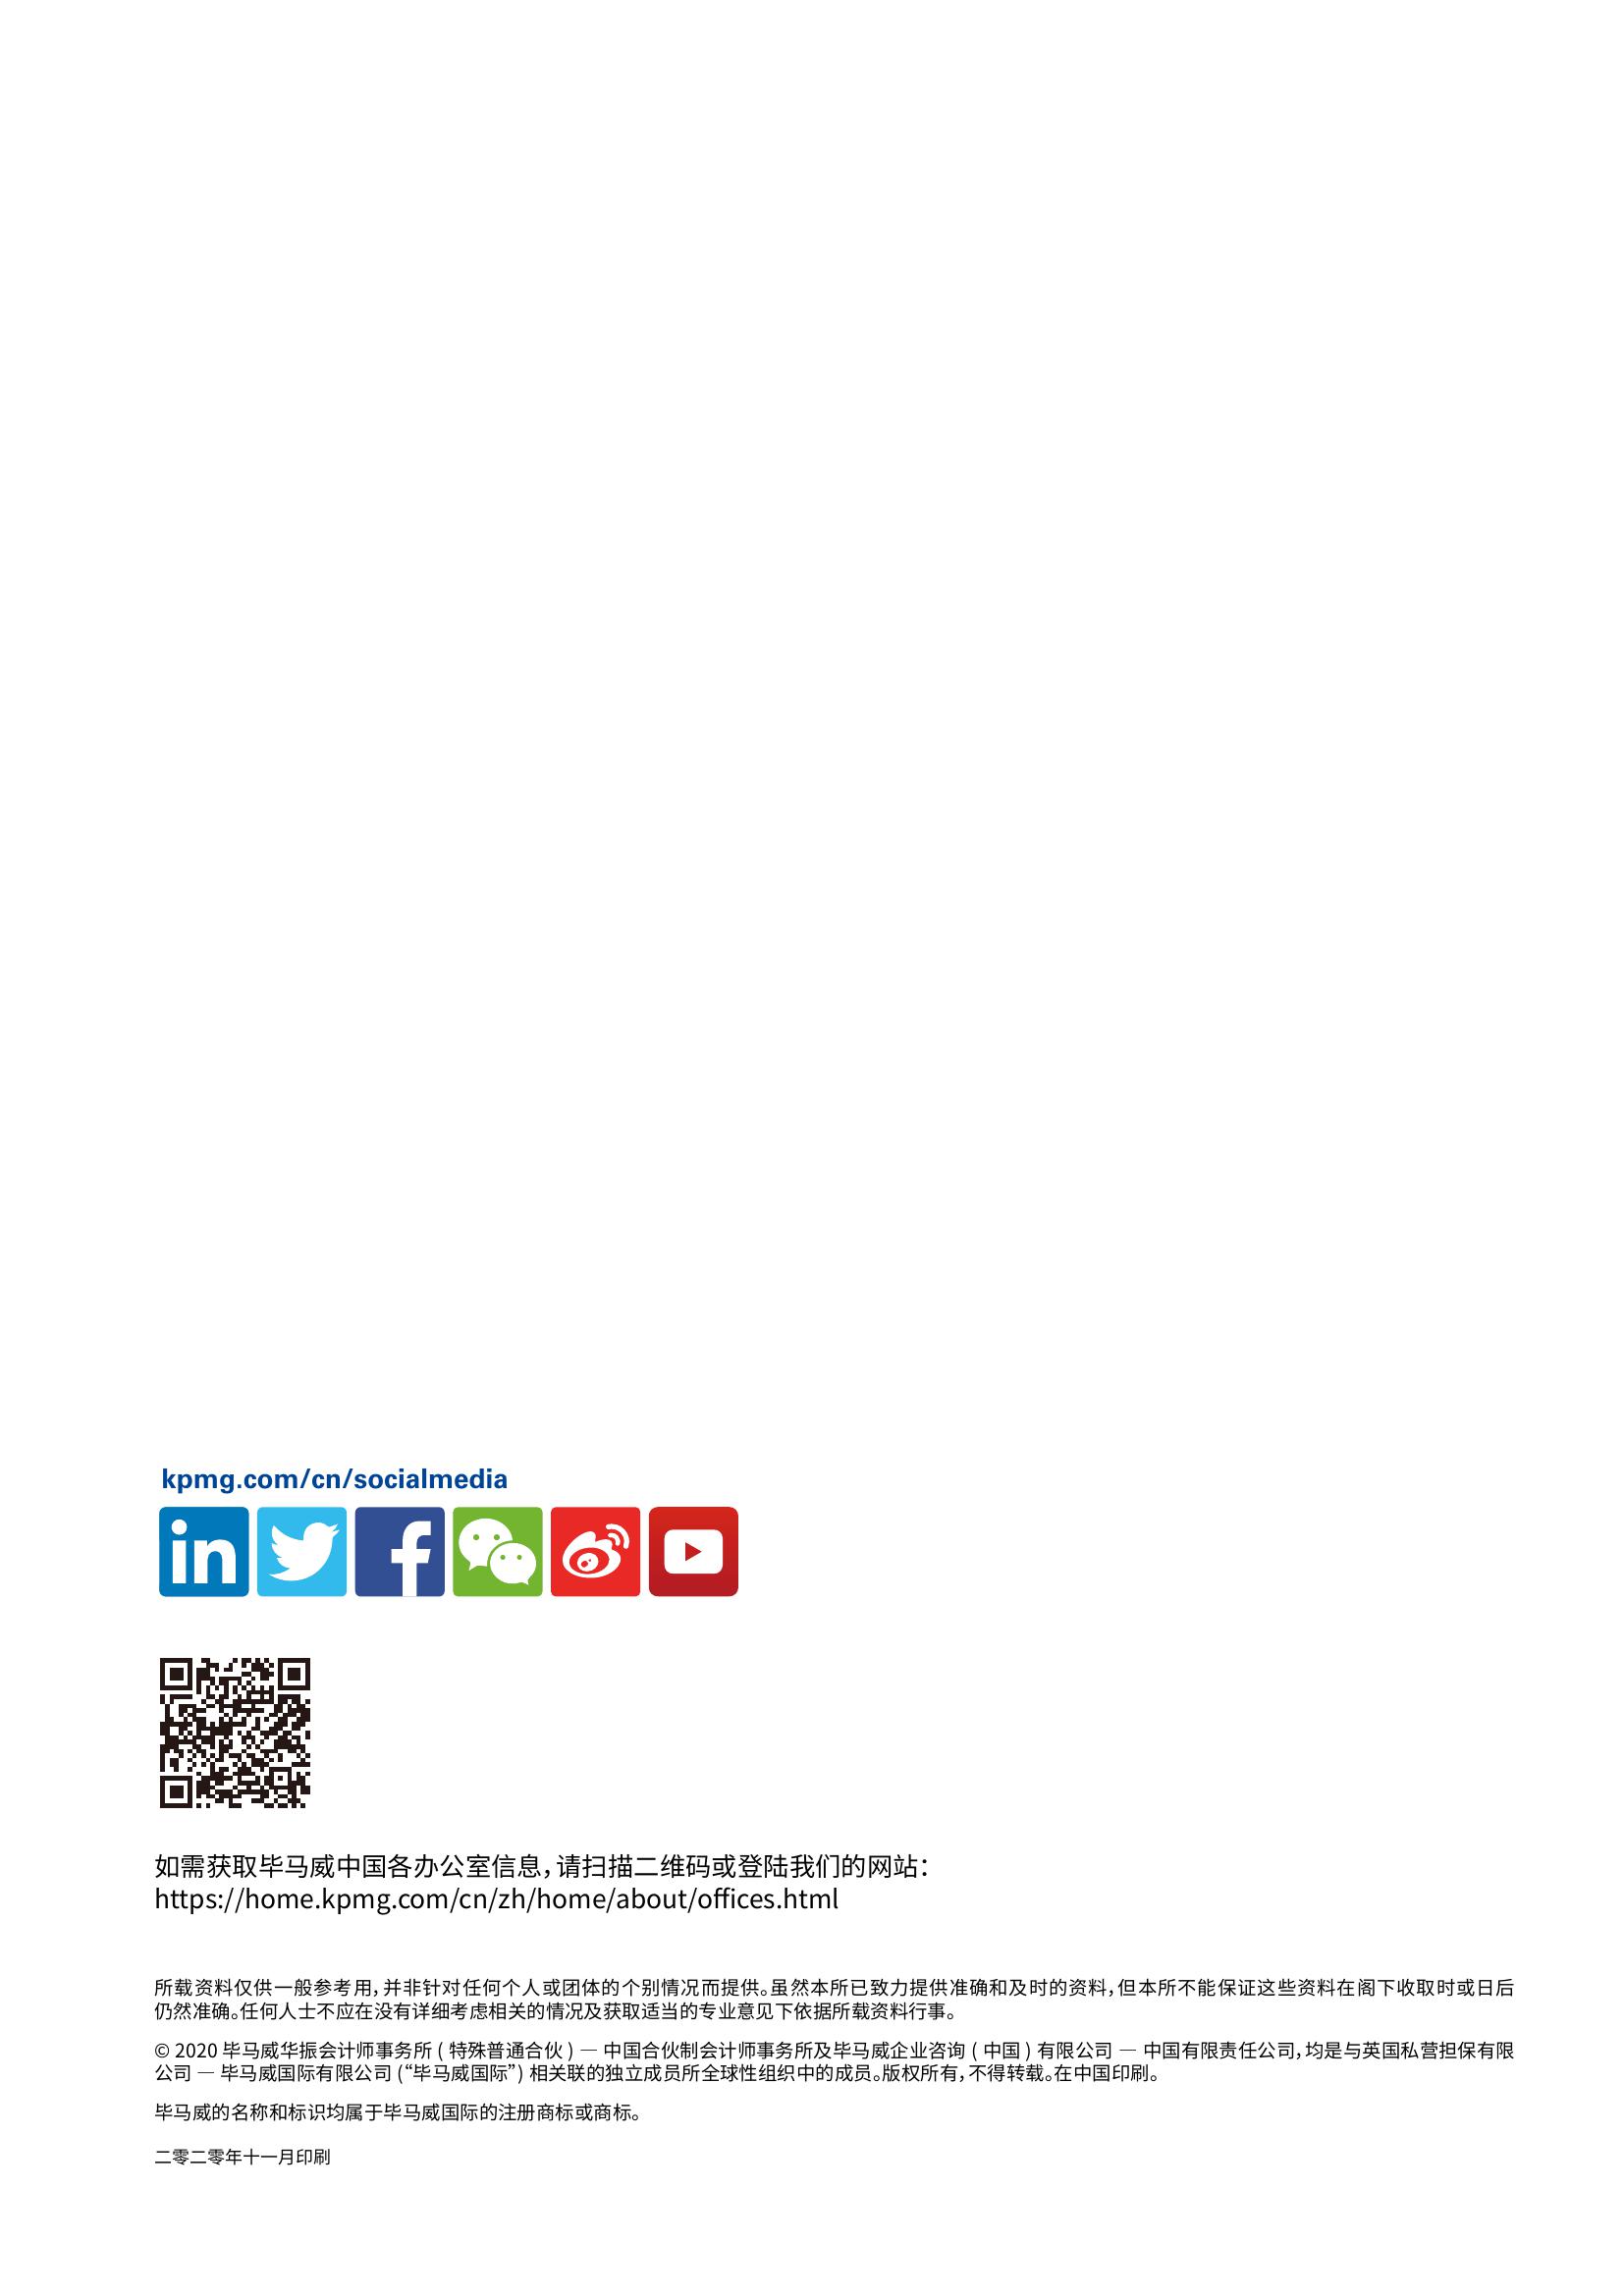 kpmg.com/cn/socialmedia
in
如需获取毕马威中国各办公室信息，请扫描二维码或登陆我们的网站：
https://home.kpmg.com/cn/zh/home/about/offices.html
所载资料仅供一般参考用，并非针对任何个人或团体的个别情况而提供。虽然本所已致力提供准确和及时的资料，但本所不能保证这些资料在阁下收取时或日后
仍然准确。任何人士不应在没有详细考虑相关的情况及获取适当的专业意见下依据所载资料行事。
© 2020 毕马威华振会计师事务所 ( 特殊普通合伙 ) — 中国合伙制会计师事务所及毕马威企业咨询 ( 中国 ) 有限公司 — 中国有限责任公司，均是与英国私营担保有限
公司 — 毕马威国际有限公司 (“毕马威国际”) 相关联的独立成员所全球性组织中的成员。版权所有，不得转载。在中国印刷。
毕马威的名称和标识均属于毕马威国际的注册商标或商标。
二零二零年十一月印刷